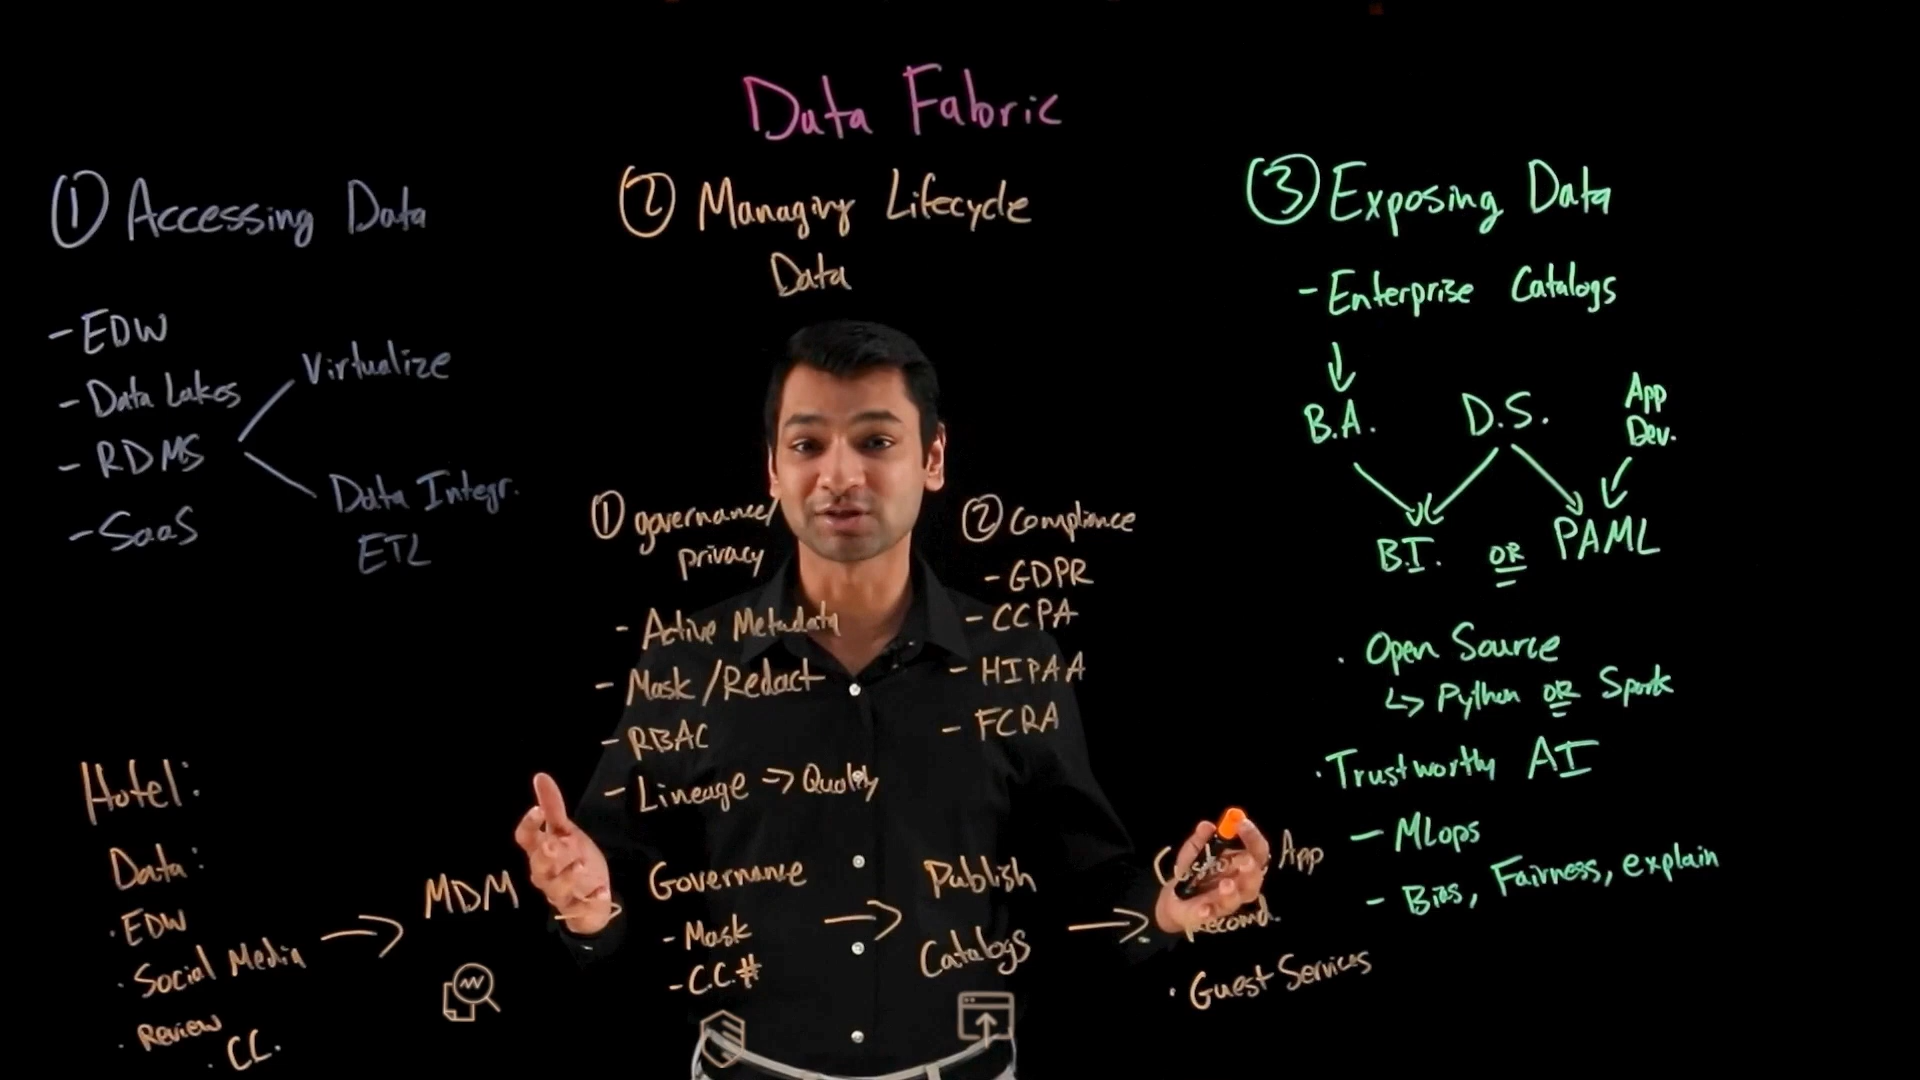 Data Fabric
① Accessing Data
- EDW
- Data Lakes
- RDMS
- SaaS
Virtualize
Data Integr.
ETL
② Managing Lifecycle
Data
① governance/
privacy
- Active Metadata
- Mask/Redact
- RBAC
- Lineage -> Quality
② Compliance
- GDPR
- CCPA
- HIPAA
- FCRA
③ Exposing Data
- Enterprise Catalogs
B.A.
D.S.
App
Dev.
B.I. OR PAML
· Open Source
↳ Python OR Spark
· Trustworthy AI
- MLops
- Bias, Fairness, explain
Hotel:
Data:
· EDW
· Social Media
· Review
· CC.
MDM
Governance
- Mask
- C.C.#
Publish
Catalogs
App
Recomd.
· Guest Services